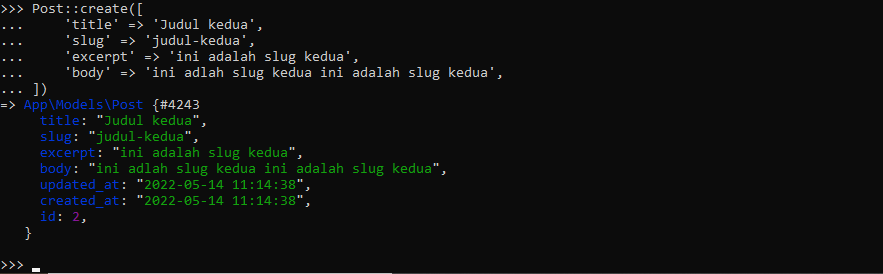 >>> Post::create([
...     'title' => 'Judul kedua',
...     'slug' => 'judul-kedua',
...     'excerpt' => 'ini adalah slug kedua',
...     'body' => 'ini adlah slug kedua ini adalah slug kedua',
... ])
=> App\Models\Post {#4243
     title: "Judul kedua",
     slug: "judul-kedua",
     excerpt: "ini adalah slug kedua",
     body: "ini adlah slug kedua ini adalah slug kedua",
     updated_at: "2022-05-14 11:14:38",
     created_at: "2022-05-14 11:14:38",
     id: 2,
   }
>>>